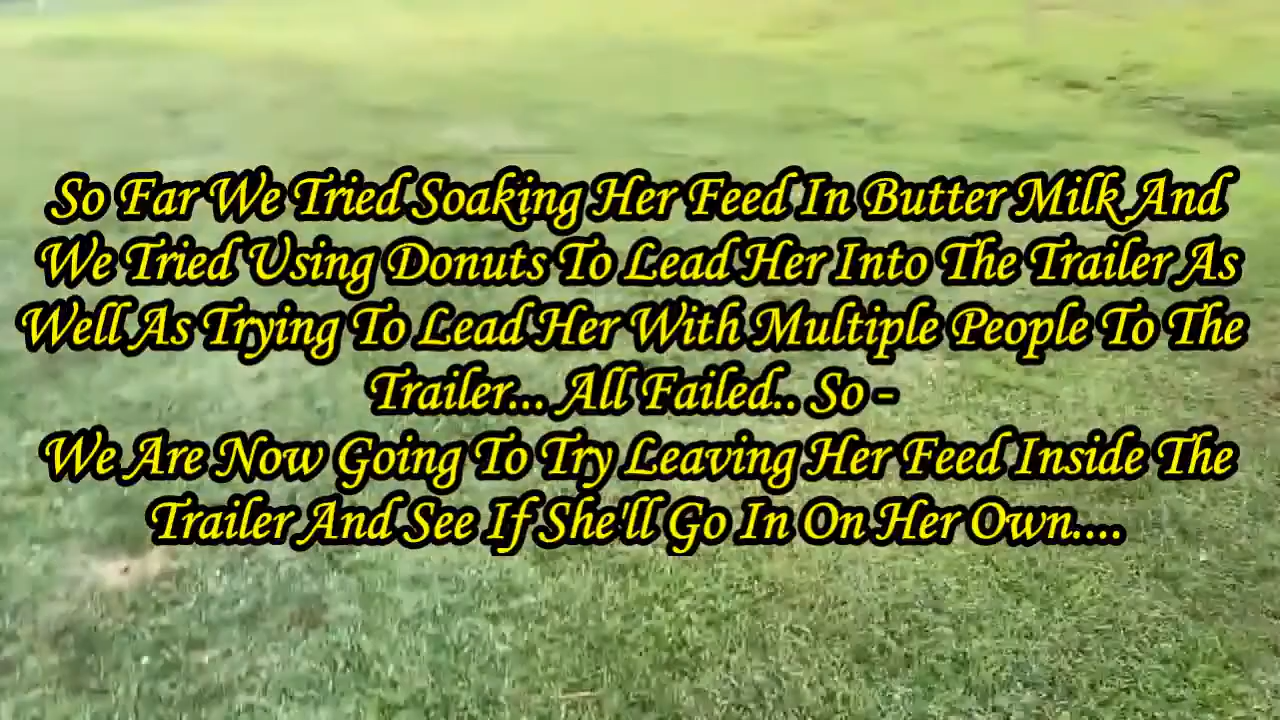 So Far We Tried Soaking Her Feed In Butter Milk And
We Tried Using Donuts To Lead Her Into The Trailer As
Well As Trying To Lead Her With Multiple People To The
Trailer... All Failed.. So -
We Are Now Going To Try Leaving Her Feed Inside The
Trailer And See If She'll Go In On Her Own....